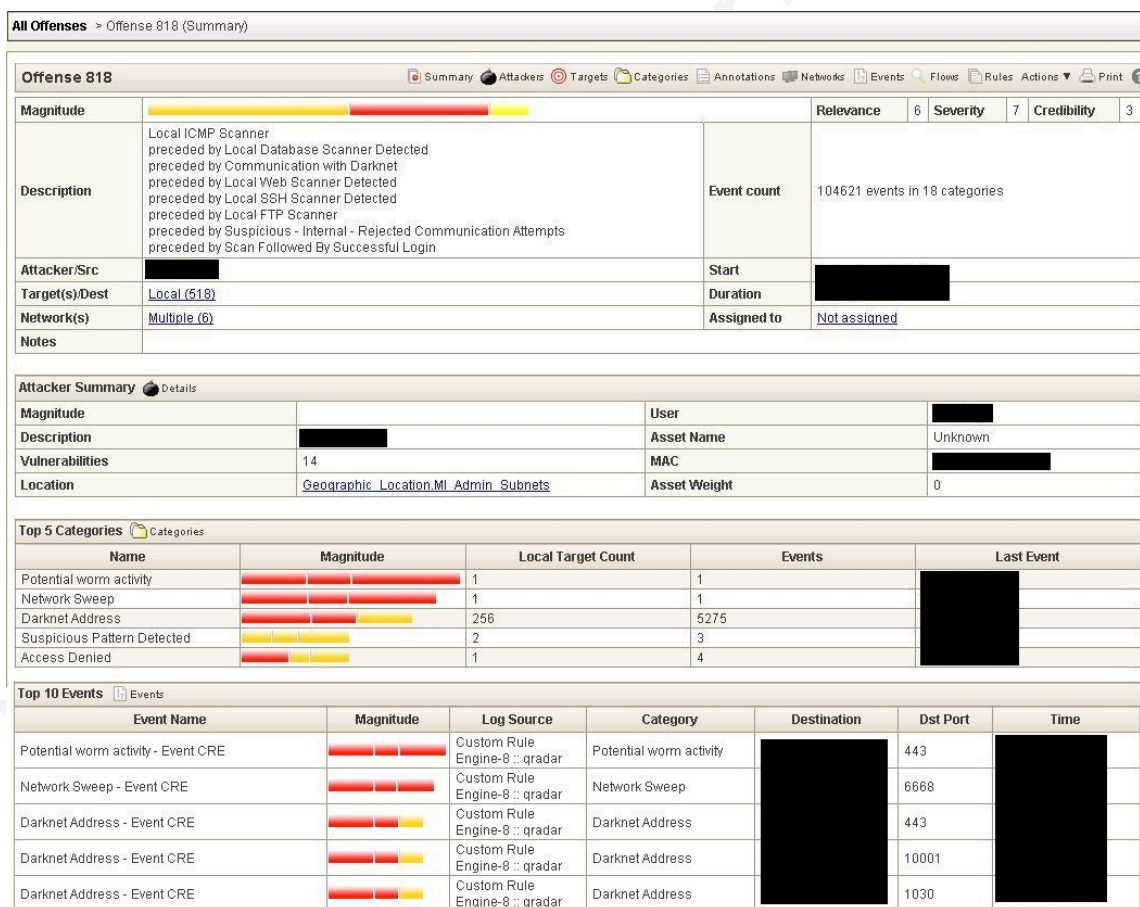 All Offenses > Offense 818 (Summary)
Offense 818 Summary Attackers Targets Categories Annotations Networks Events Flows Rules Actions ▼ Print
Magnitude Relevance 6 Severity 7 Credibility 3
Description
Local ICMP Scanner
preceded by Local Database Scanner Detected
preceded by Communication with Darknet
preceded by Local Web Scanner Detected
preceded by Local SSH Scanner Detected
preceded by Local FTP Scanner
preceded by Suspicious - Internal - Rejected Communication Attempts
preceded by Scan Followed By Successful Login
Event count 104621 events in 18 categories
Attacker/Src Start
Target(s)/Dest Local (518) Duration
Network(s) Multiple (6) Assigned to Not assigned
Notes
Attacker Summary Details
Magnitude User
Description Asset Name Unknown
Vulnerabilities 14 MAC
Location Geographic_Location.MI_Admin_Subnets Asset Weight 0
Top 5 Categories Categories
Name Magnitude Local Target Count Events Last Event
Potential worm activity 1 1
Network Sweep 1 1
Darknet Address 256 5275
Suspicious Pattern Detected 2 3
Access Denied 1 4
Top 10 Events Events
Event Name Magnitude Log Source Category Destination Dst Port Time
Potential worm activity - Event CRE Custom Rule Engine-8 :: qradar Potential worm activity 443
Network Sweep - Event CRE Custom Rule Engine-8 :: qradar Network Sweep 6668
Darknet Address - Event CRE Custom Rule Engine-8 :: qradar Darknet Address 443
Darknet Address - Event CRE Custom Rule Engine-8 :: qradar Darknet Address 10001
Darknet Address - Event CRE Custom Rule Engine-8 :: qradar Darknet Address 1030